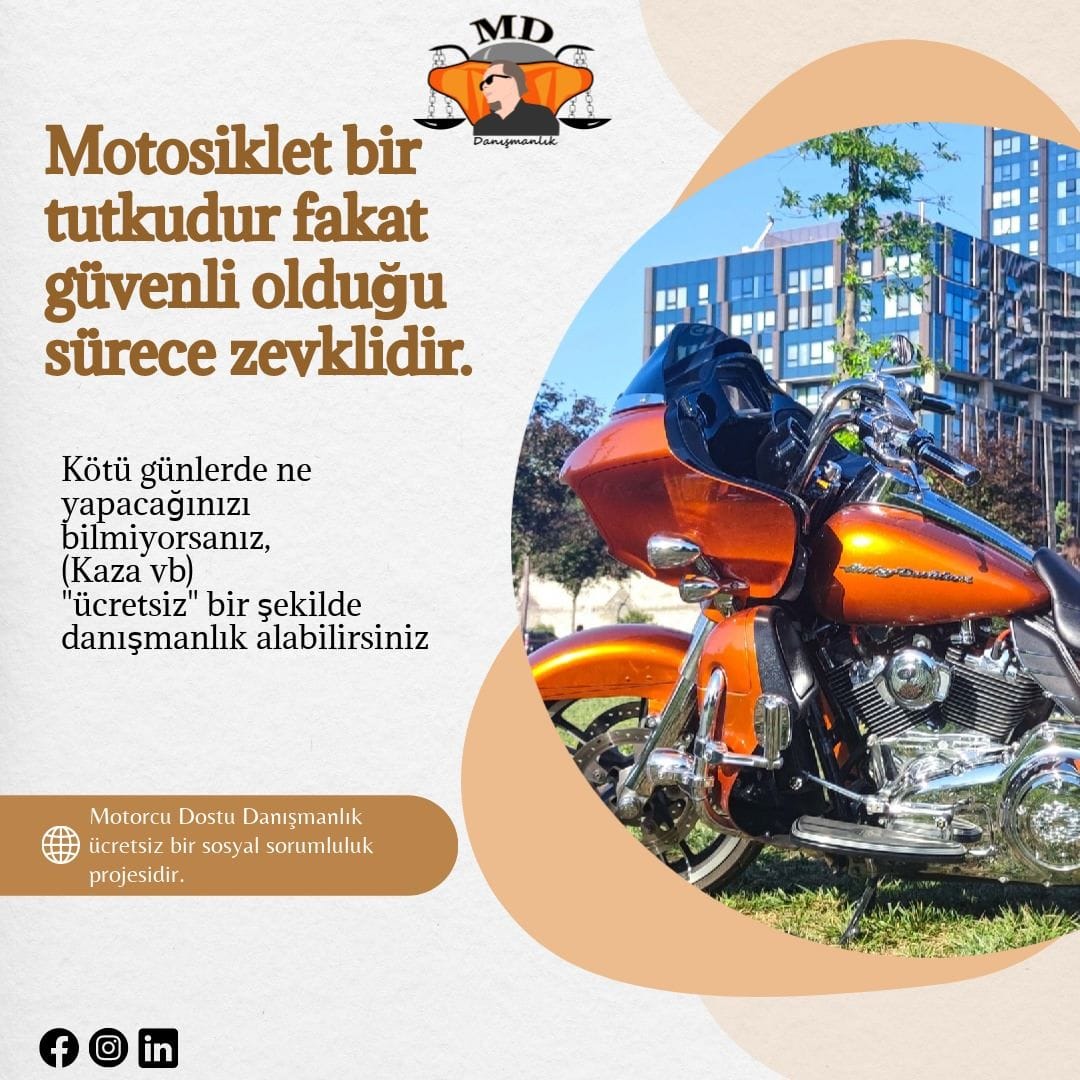 MD
Danışmanlık
Motosiklet bir
tutkudur fakat
güvenli olduğu
sürece zevklidir.
Kötü günlerde ne
yapacağınızı
bilmiyorsanız,
(Kaza vb)
"ücretsiz" bir şekilde
danışmanlık alabilirsiniz
Harley-Davidson
Motorcu Dostu Danışmanlık
ücretsiz bir sosyal sorumluluk
projesidir.